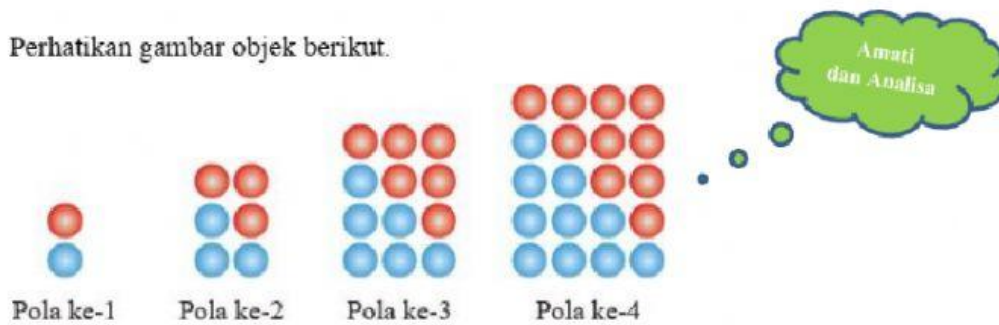 Perhatikan gambar objek berikut.
Amati
dan Analisa
Pola ke-1
Pola ke-2
Pola ke-3
Pola ke-4